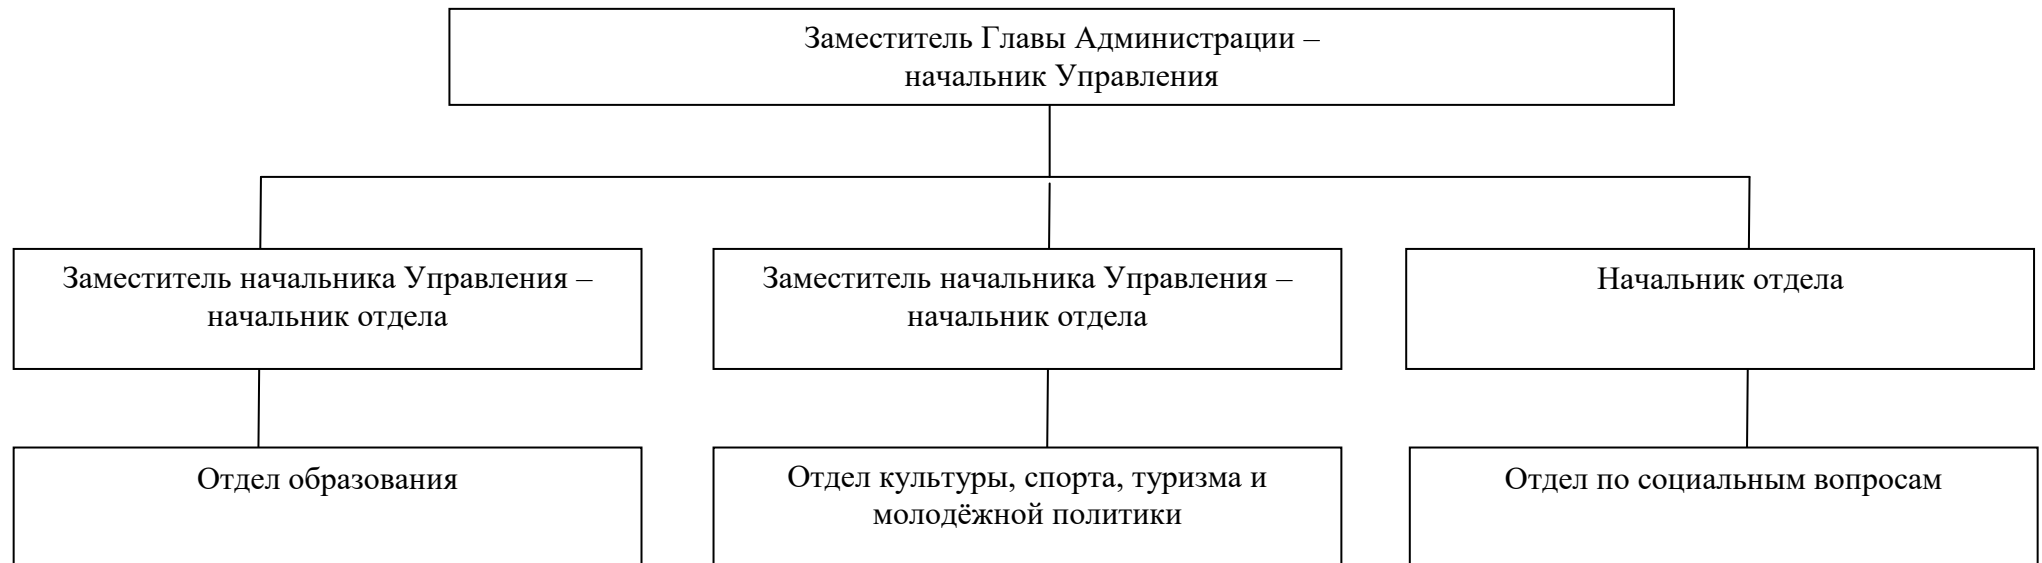 Заместитель Главы Администрации –
начальник Управления
Заместитель начальника Управления –
начальник отдела
Заместитель начальника Управления –
начальник отдела
Начальник отдела
Отдел образования
Отдел культуры, спорта, туризма и
молодёжной политики
Отдел по социальным вопросам